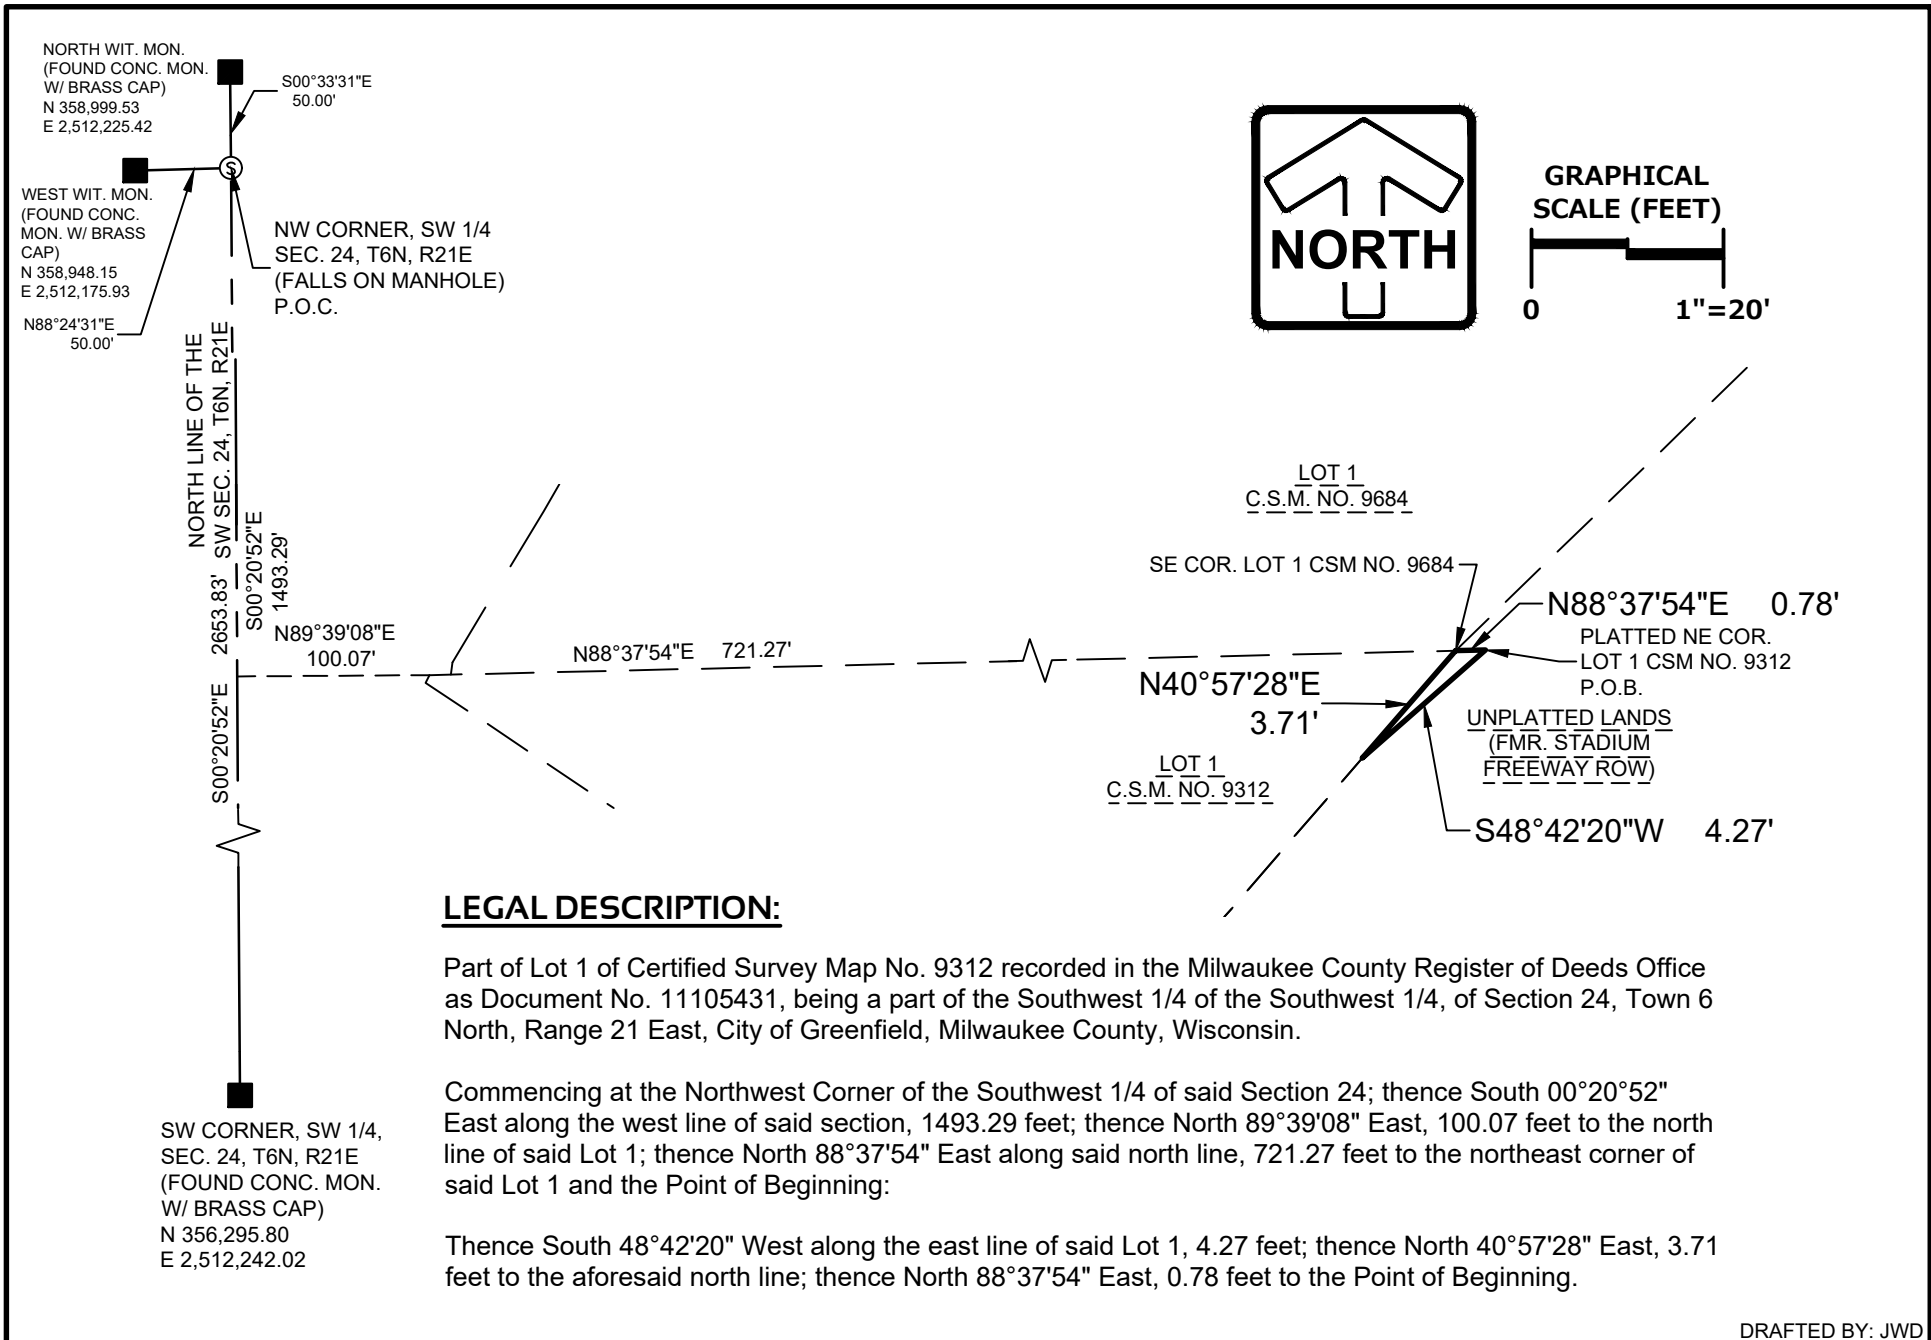 NORTH WIT. MON.
(FOUND CONC. MON.
W/ BRASS CAP)
N 358,999.53
E 2,512,225.42
S00°33'31"E
50.00'
S
WEST WIT. MON.
(FOUND CONC.
MON. W/ BRASS
CAP)
N 358,948.15
E 2,512,175.93
N88°24'31"E
50.00'
NW CORNER, SW 1/4
SEC. 24, T6N, R21E
(FALLS ON MANHOLE)
P.O.C.
NORTH
GRAPHICAL
SCALE (FEET)
0 1"=20'
NORTH LINE OF THE
SW SEC. 24, T6N, R21E
2653.83'
S00°20'52"E
S00°20'52"E
1493.29'
N89°39'08"E
100.07'
N88°37'54"E 721.27'
LOT 1
C.S.M. NO. 9684
SE COR. LOT 1 CSM NO. 9684
N88°37'54"E 0.78'
PLATTED NE COR.
LOT 1 CSM NO. 9312
P.O.B.
N40°57'28"E
3.71'
UNPLATTED LANDS
(FMR. STADIUM
FREEWAY ROW)
LOT 1
C.S.M. NO. 9312
S48°42'20"W 4.27'
SW CORNER, SW 1/4,
SEC. 24, T6N, R21E
(FOUND CONC. MON.
W/ BRASS CAP)
N 356,295.80
E 2,512,242.02
LEGAL DESCRIPTION:
Part of Lot 1 of Certified Survey Map No. 9312 recorded in the Milwaukee County Register of Deeds Office
as Document No. 11105431, being a part of the Southwest 1/4 of the Southwest 1/4, of Section 24, Town 6
North, Range 21 East, City of Greenfield, Milwaukee County, Wisconsin.
Commencing at the Northwest Corner of the Southwest 1/4 of said Section 24; thence South 00°20°52"
East along the west line of said section, 1493.29 feet; thence North 89°39'08" East, 100.07 feet to the north
line of said Lot 1; thence North 88°37'54" East along said north line, 721.27 feet to the northeast corner of
said Lot 1 and the Point of Beginning:
Thence South 48°42'20" West along the east line of said Lot 1, 4.27 feet; thence North 40°57'28" East, 3.71
feet to the aforesaid north line; thence North 88°37'54" East, 0.78 feet to the Point of Beginning.
DRAFTED BY: JWD